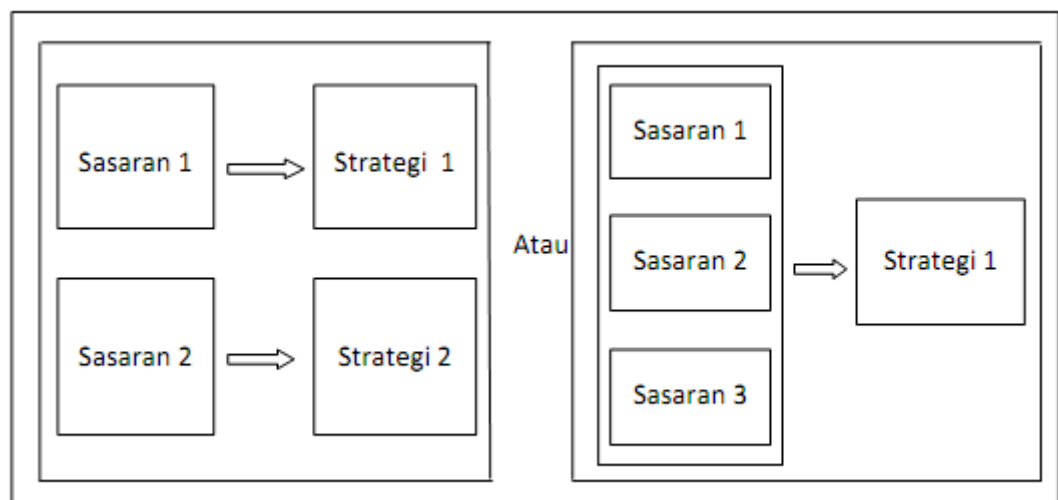 Sasaran 1
Strategi 1
Sasaran 2
Strategi 2
Atau
Sasaran 1
Sasaran 2
Sasaran 3
Strategi 1